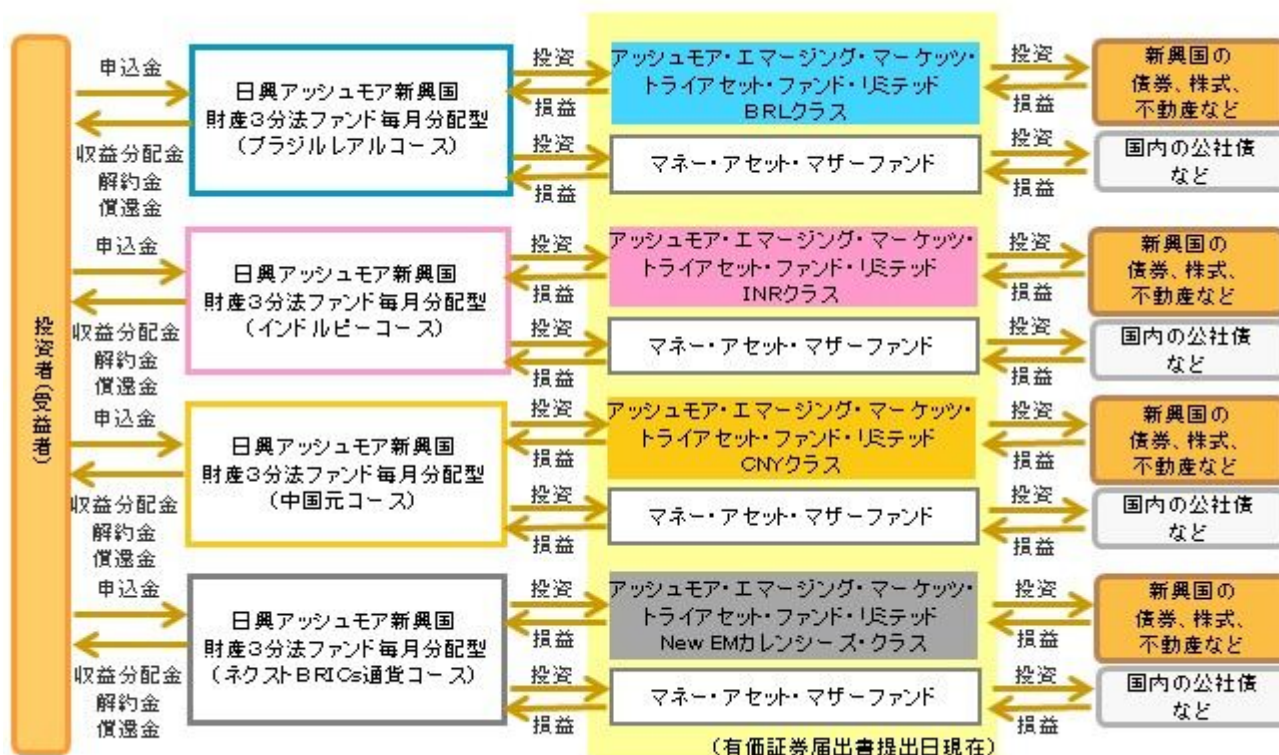 投資者(受益者)
申込金
収益分配金
解約金
償還金
日興アッシュモア新興国
財産3分法ファンド毎月分配型
(ブラジルレアルコース)
投資
損益
アッシュモア・エマージング・マーケッツ・
トライアセット・ファンド・リミテッド
BRLクラス
投資
損益
新興国の
債券、株式、
不動産など
投資
損益
マネー・アセット・マザーファンド
投資
損益
国内の公社債
など
申込金
収益分配金
解約金
償還金
日興アッシュモア新興国
財産3分法ファンド毎月分配型
(インドルピーコース)
投資
損益
アッシュモア・エマージング・マーケッツ・
トライアセット・ファンド・リミテッド
INRクラス
投資
損益
新興国の
債券、株式、
不動産など
投資
損益
マネー・アセット・マザーファンド
投資
損益
国内の公社債
など
申込金
収益分配金
解約金
償還金
日興アッシュモア新興国
財産3分法ファンド毎月分配型
(中国元コース)
投資
損益
アッシュモア・エマージング・マーケッツ・
トライアセット・ファンド・リミテッド
CNYクラス
投資
損益
新興国の
債券、株式、
不動産など
投資
損益
マネー・アセット・マザーファンド
投資
損益
国内の公社債
など
申込金
収益分配金
解約金
償還金
日興アッシュモア新興国
財産3分法ファンド毎月分配型
(ネクストBRICs通貨コース)
投資
損益
アッシュモア・エマージング・マーケッツ・
トライアセット・ファンド・リミテッド
New EMカレンシーズ・クラス
投資
損益
新興国の
債券、株式、
不動産など
投資
損益
マネー・アセット・マザーファンド
投資
損益
国内の公社債
など
(有価証券届出書提出日現在)